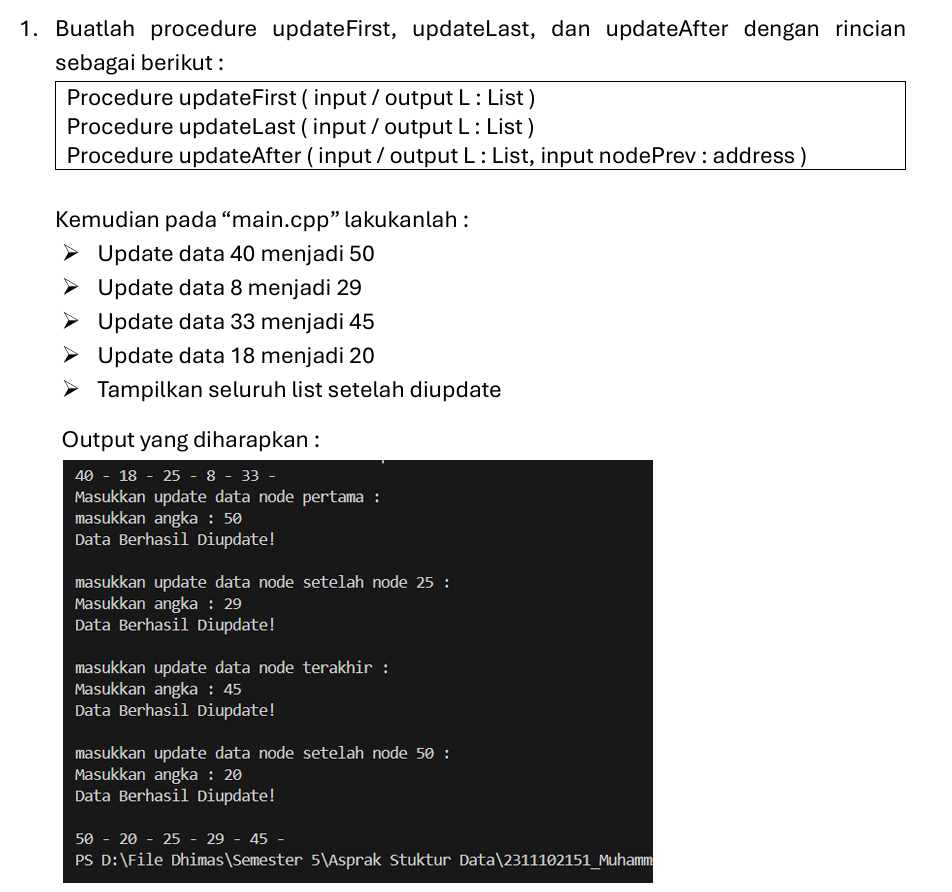 1. Buatlah procedure updateFirst, updateLast, dan updateAfter dengan rincian
sebagai berikut :
Procedure updateFirst ( input / output L : List )
Procedure updateLast ( input / output L : List )
Procedure updateAfter ( input / output L : List, input nodePrev : address )
Kemudian pada “main.cpp” lakukanlah :
➢ Update data 40 menjadi 50
➢ Update data 8 menjadi 29
➢ Update data 33 menjadi 45
➢ Update data 18 menjadi 20
➢ Tampilkan seluruh list setelah diupdate
Output yang diharapkan :
40 - 18 - 25 - 8 - 33 -
Masukkan update data node pertama :
masukkan angka : 50
Data Berhasil Diupdate!
masukkan update data node setelah node 25 :
Masukkan angka : 29
Data Berhasil Diupdate!
masukkan update data node terakhir :
Masukkan angka : 45
Data Berhasil Diupdate!
masukkan update data node setelah node 50 :
Masukkan angka : 20
Data Berhasil Diupdate!
50 - 20 - 25 - 29 - 45 -
PS D:\File Dhimas\Semester 5\Asprak Stuktur Data\2311102151_Muhamm